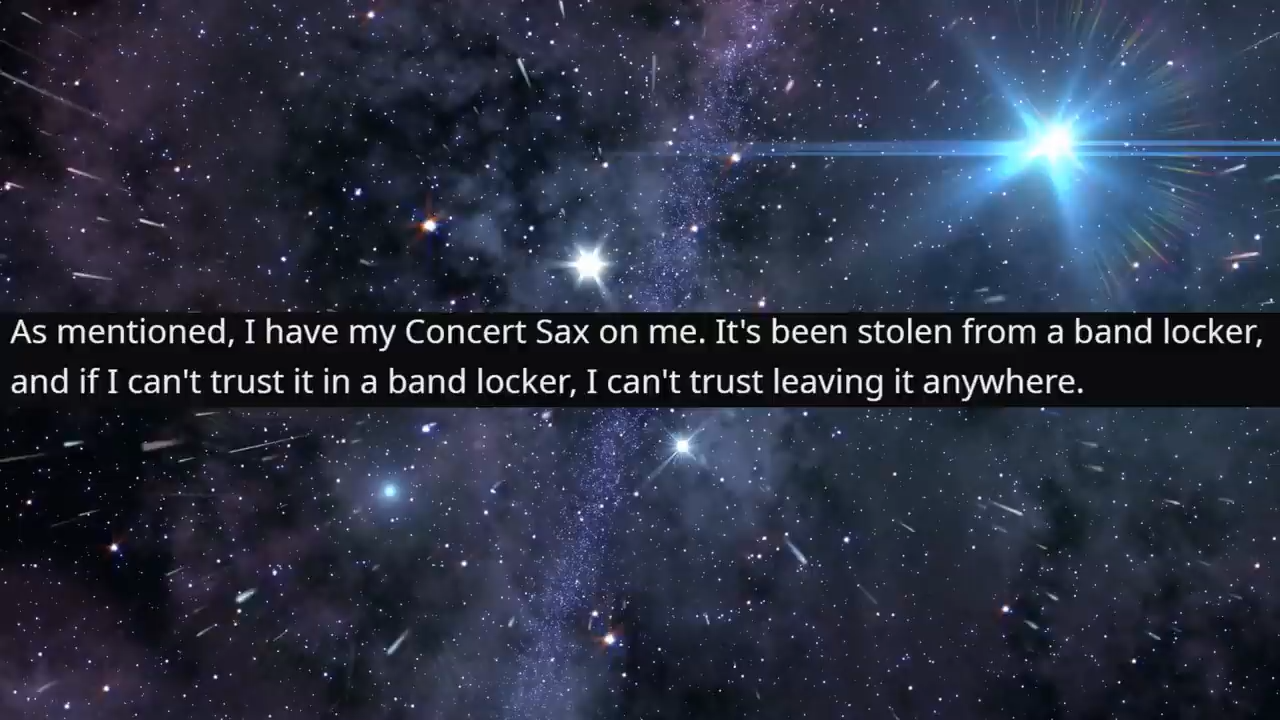 As mentioned, I have my Concert Sax on me. It's been stolen from a band locker,
and if I can't trust it in a band locker, I can't trust leaving it anywhere.